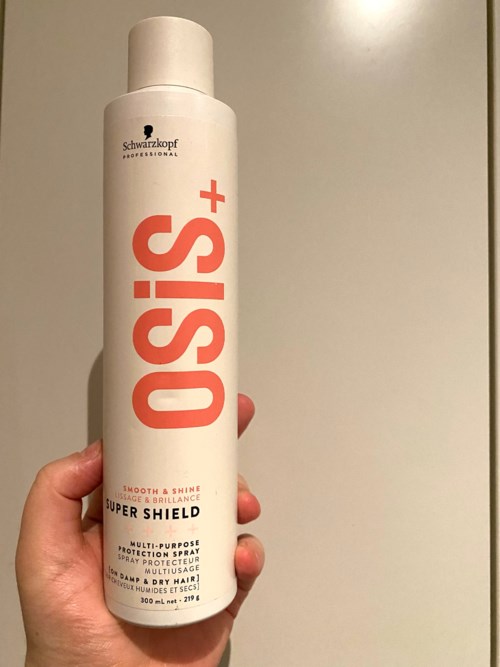 Schwarzkopf
PROFESSIONAL
OSiS+
SMOOTH & SHINE
LISSAGE & BRILLANCE
SUPER SHIELD
MULTI-PURPOSE
PROTECTION SPRAY
SPRAY PROTECTEUR
MULTIUSAGE
[ON DAMP & DRY HAIR]
CHEVEUX HUMIDES ET SECS]
300 mL net - 219 g